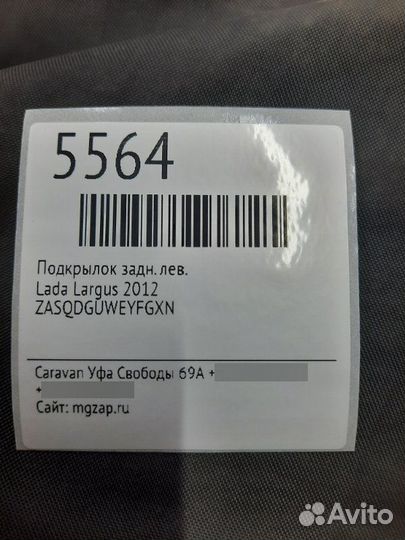 5564
Подкрылок задн. лев.
Lada Largus 2012
ZASQDGUWEYFGXN
Caravan Уфа Свободы 69А +
+
Сайт: mgzap.ru
Avito